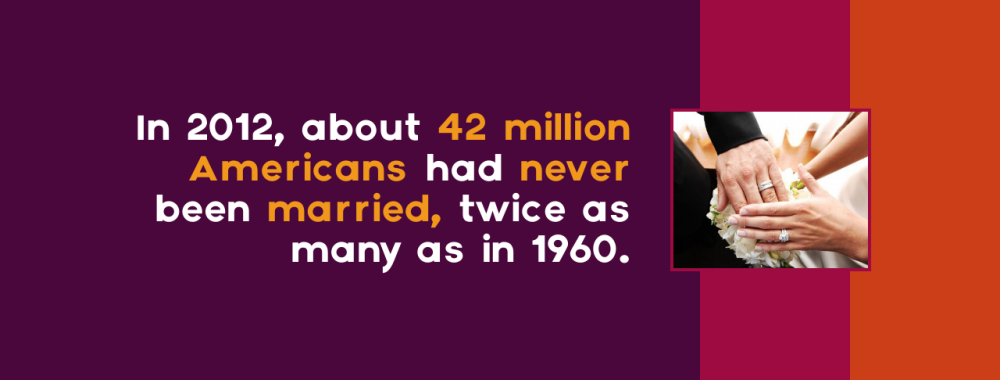 In 2012, about 42 million
Americans had never
been married, twice as
many as in 1960.